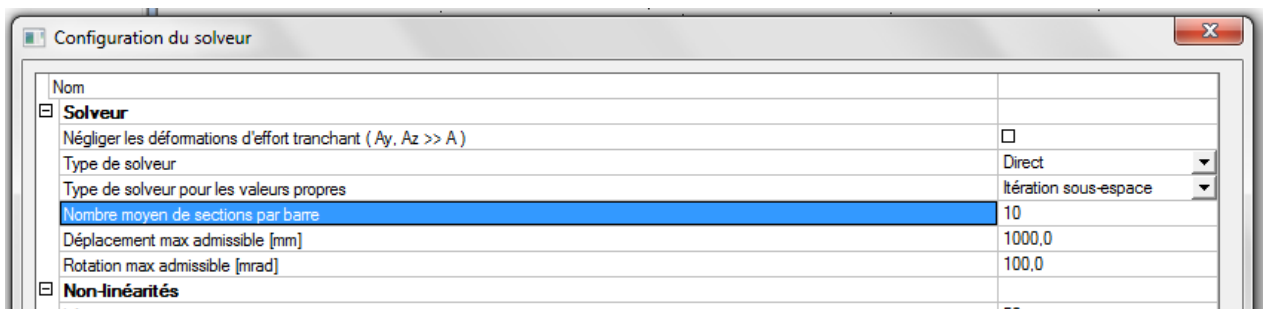 Configuration du solveur
Nom
Solveur
Négliger les déformations d'effort tranchant ( Ay, Az >> A )
Type de solveur Direct
Type de solveur pour les valeurs propres Itération sous-espace
Nombre moyen de sections par barre 10
Déplacement max admissible [mm] 1000,0
Rotation max admissible [mrad] 100,0
Non-linéarités